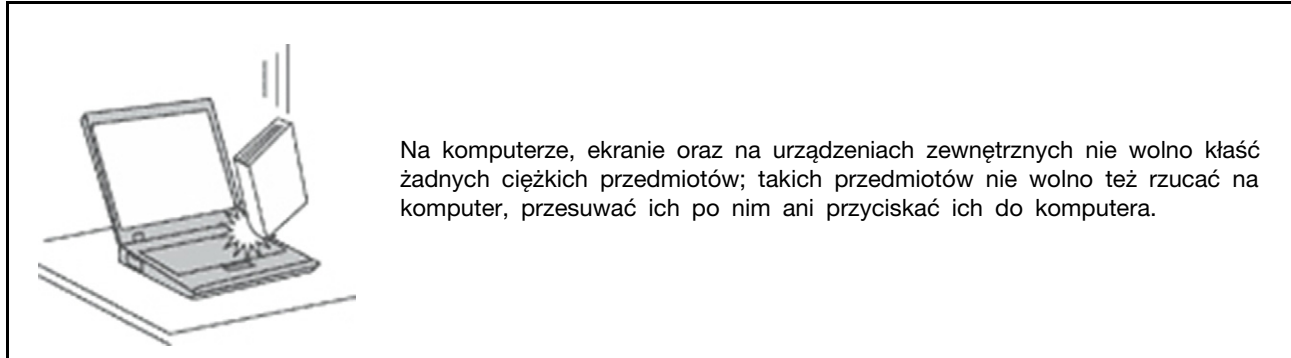 Na komputerze, ekranie oraz na urządzeniach zewnętrznych nie wolno kłaść
żadnych ciężkich przedmiotów; takich przedmiotów nie wolno też rzucać na
komputer, przesuwać ich po nim ani przyciskać ich do komputera.